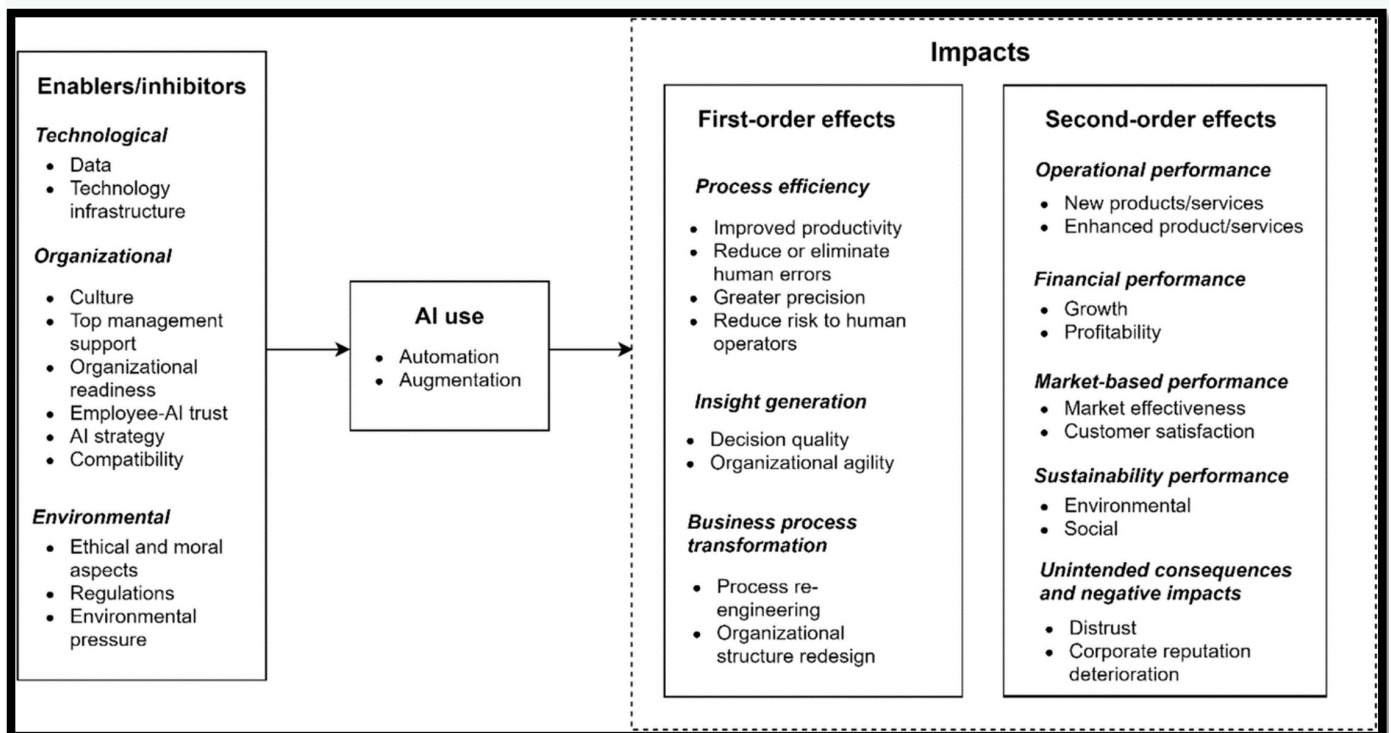 Enablers/inhibitors
Technological
• Data
• Technology
infrastructure
Organizational
• Culture
• Top management
support
• Organizational
readiness
• Employee-AI trust
• AI strategy
• Compatibility
Environmental
• Ethical and moral
aspects
• Regulations
• Environmental
pressure
AI use
• Automation
• Augmentation
Impacts
First-order effects
Process efficiency
• Improved productivity
• Reduce or eliminate
human errors
• Greater precision
• Reduce risk to human
operators
Insight generation
• Decision quality
• Organizational agility
Business process
transformation
• Process re-
engineering
• Organizational
structure redesign
Second-order effects
Operational performance
• New products/services
• Enhanced product/services
Financial performance
• Growth
• Profitability
Market-based performance
• Market effectiveness
• Customer satisfaction
Sustainability performance
• Environmental
• Social
Unintended consequences
and negative impacts
• Distrust
• Corporate reputation
deterioration